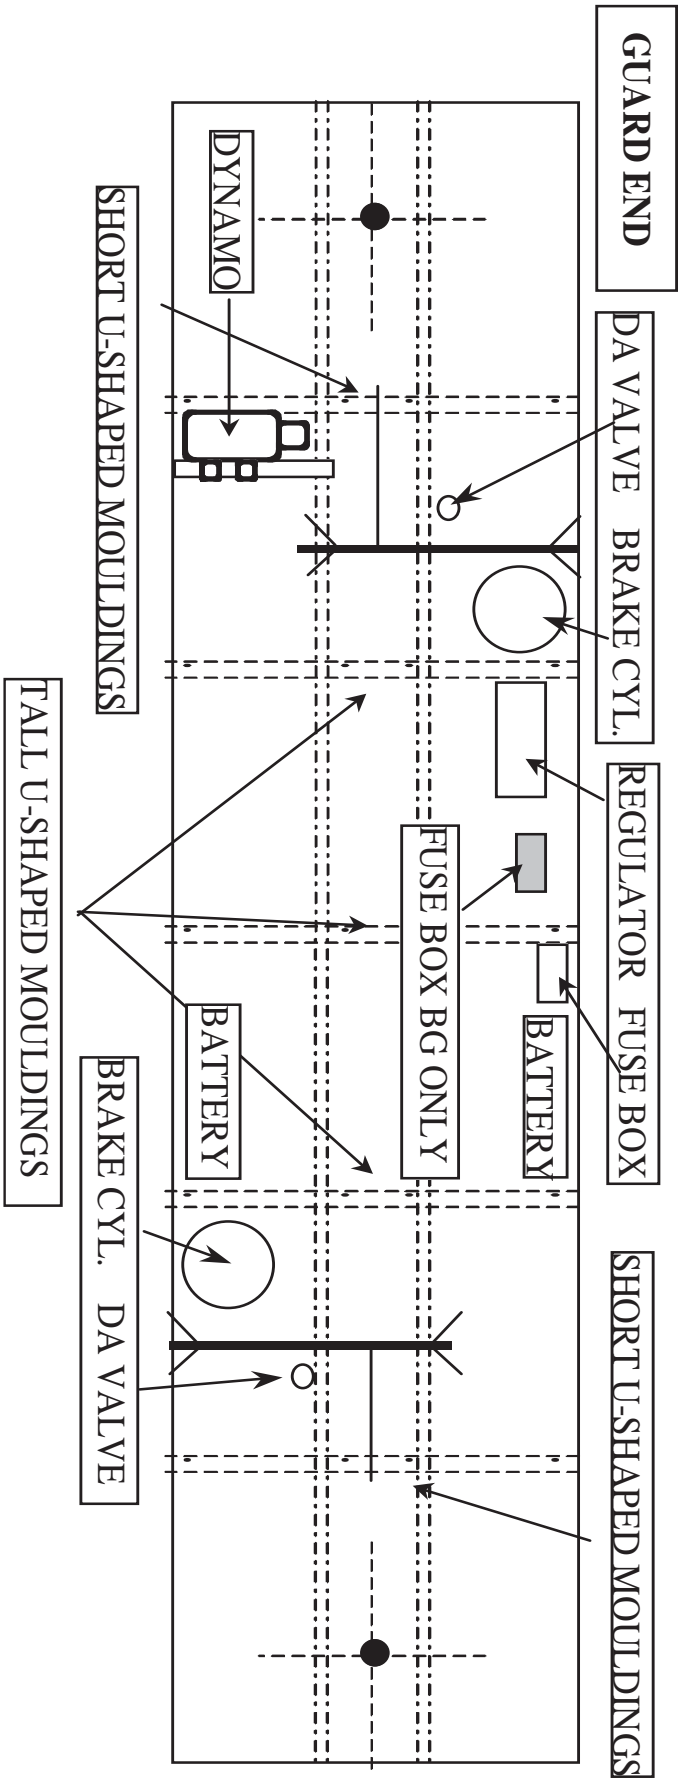 GUARD END
DA VALVE BRAKE CYL.
REGULATOR FUSE BOX
SHORT U-SHAPED MOULDINGS
BATTERY
FUSE BOX BG ONLY
DYNAMO
BATTERY
SHORT U-SHAPED MOULDINGS
BRAKE CYL. DA VALVE
TALL U-SHAPED MOULDINGS